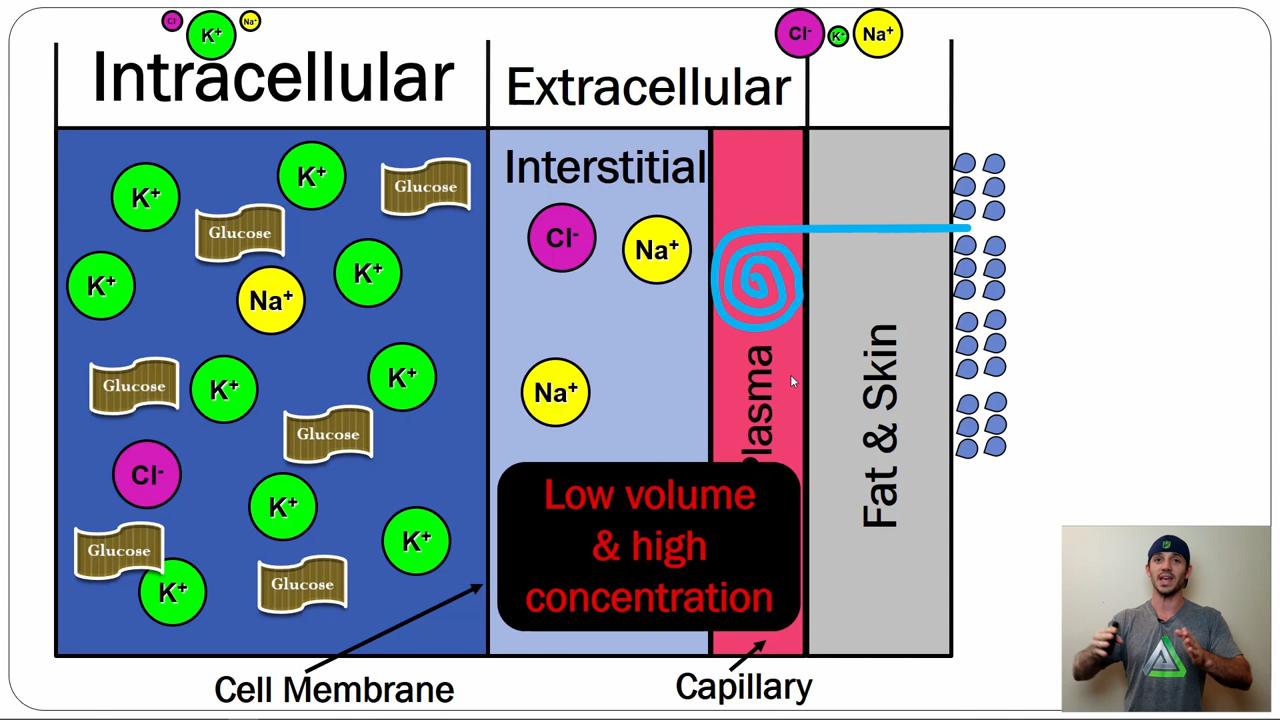 Cl-
K+
Na+
Cl-
K+
Na+
Intracellular
Extracellular
Interstitial
K+
K+
Glucose
Glucose
K+
K+
Na+
Cl-
Na+
Glucose
K+
K+
Na+
Glucose
Cl-
K+
K+
Glucose
K+
Glucose
Plasma
Fat & Skin
Low volume
& high
concentration
Cell Membrane
Capillary